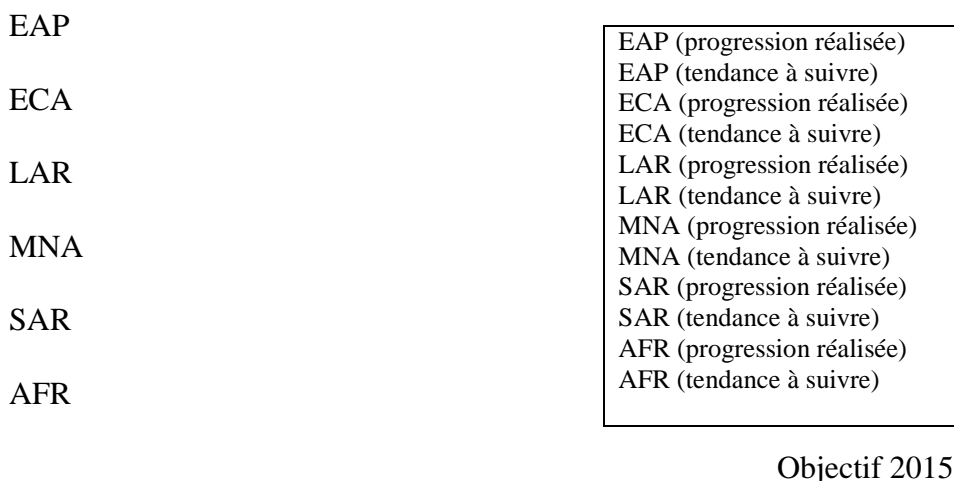 EAP
ECA
LAR
MNA
SAR
AFR
EAP (progression réalisée)
EAP (tendance à suivre)
ECA (progression réalisée)
ECA (tendance à suivre)
LAR (progression réalisée)
LAR (tendance à suivre)
MNA (progression réalisée)
MNA (tendance à suivre)
SAR (progression réalisée)
SAR (tendance à suivre)
AFR (progression réalisée)
AFR (tendance à suivre)
Objectif 2015